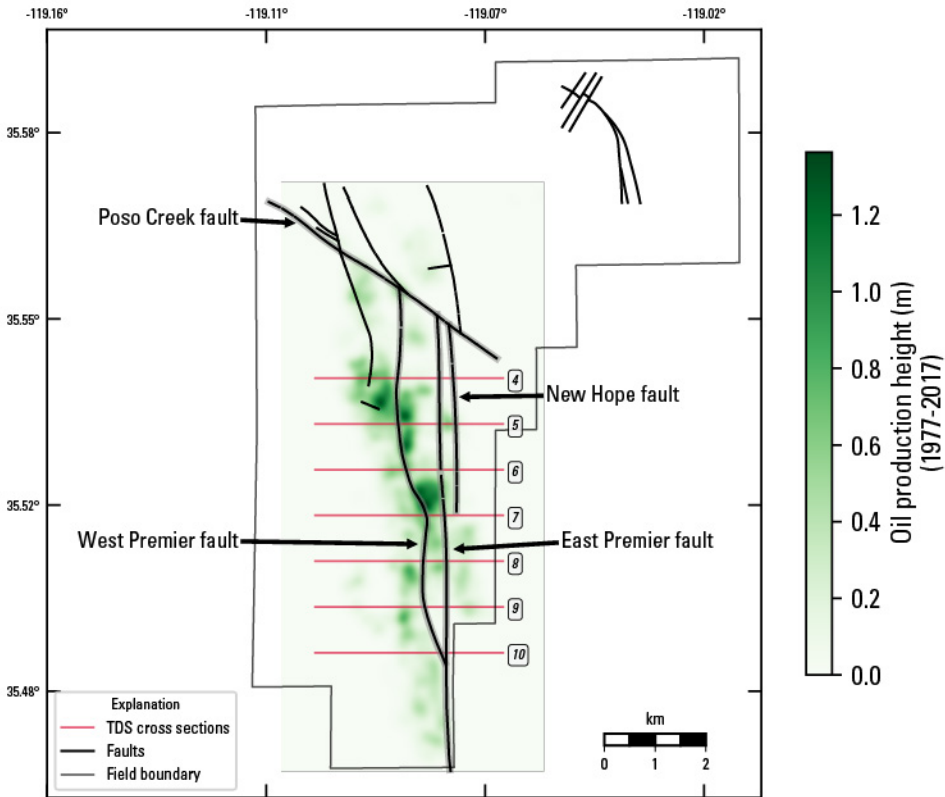 -119.16°
-119.11°
-119.07°
-119.02°
35.58°
35.55°
35.52°
35.48°
Poso Creek fault
New Hope fault
West Premier fault
East Premier fault
4
5
6
7
8
9
10
Explanation
TDS cross sections
Faults
Field boundary
km
0
1
2
1.2
1.0
0.8
0.6
0.4
0.2
0.0
Oil production height (m)
(1977-2017)